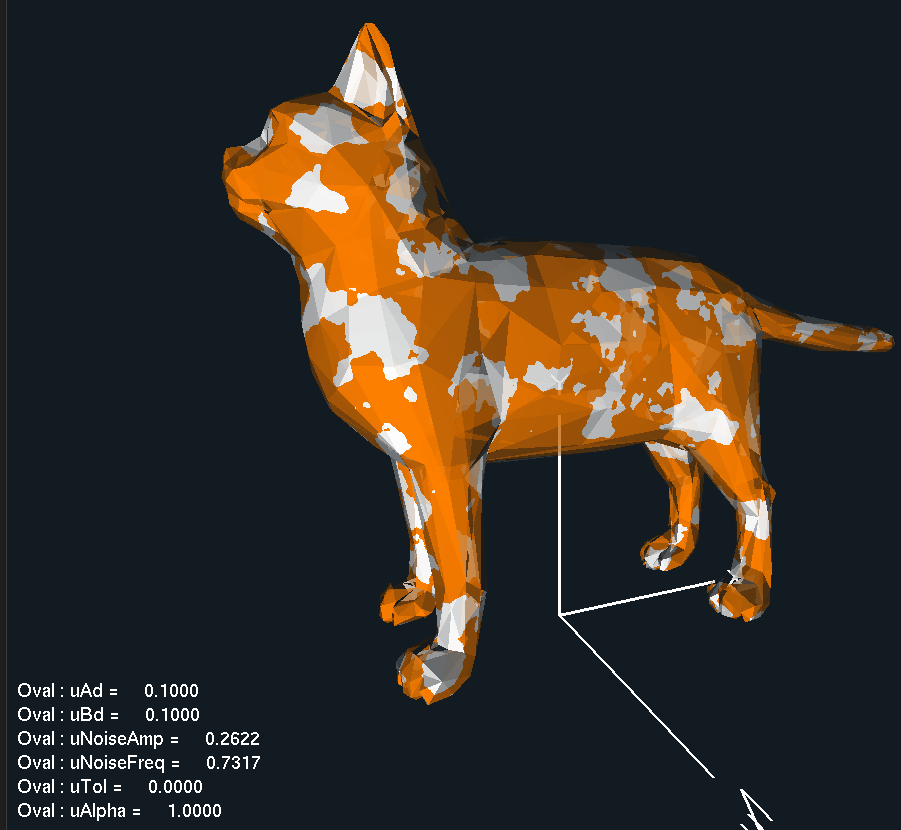 Y
X
Z
Oval : uAd = 0.1000
Oval : uBd = 0.1000
Oval : uNoiseAmp = 0.2622
Oval : uNoiseFreq = 0.7317
Oval : uTol = 0.0000
Oval : uAlpha = 1.0000